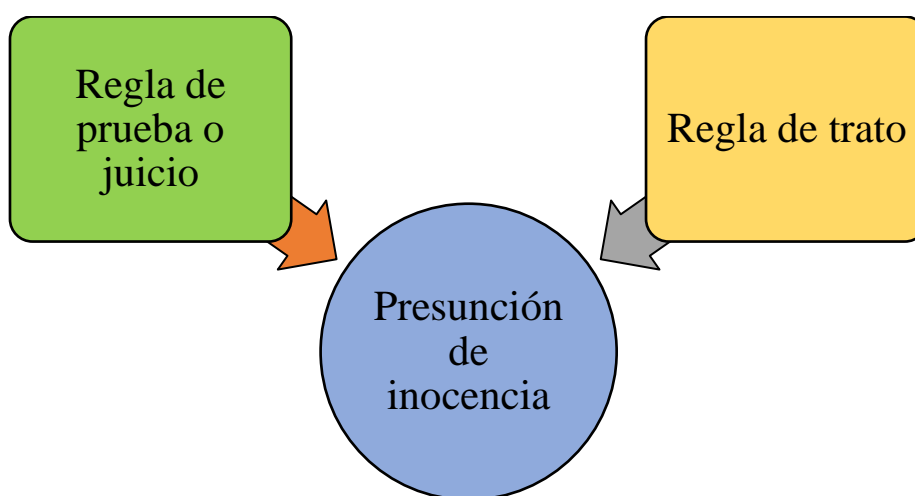 Regla de
prueba o
juicio
Regla de trato
Presunción
de
inocencia